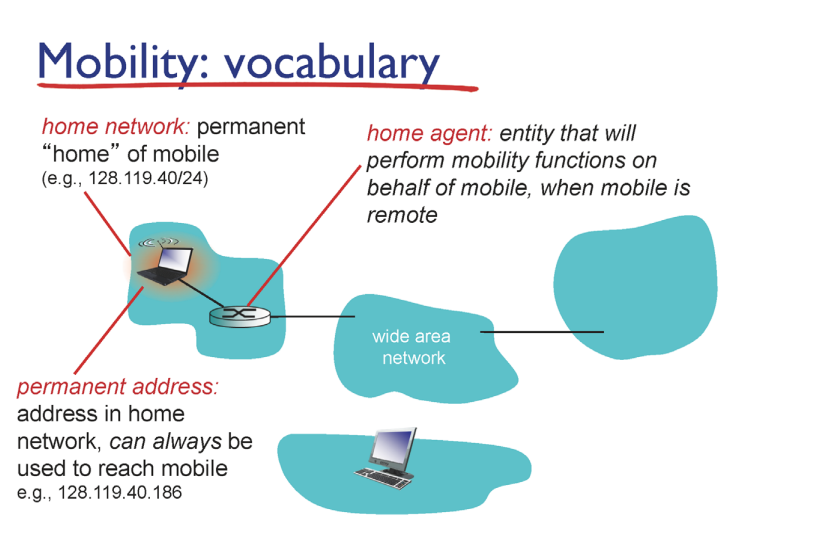 Mobility: vocabulary
home network: permanent
“home” of mobile
(e.g., 128.119.40/24)
home agent: entity that will
perform mobility functions on
behalf of mobile, when mobile is
remote
wide area
network
permanent address:
address in home
network, can always be
used to reach mobile
e.g., 128.119.40.186